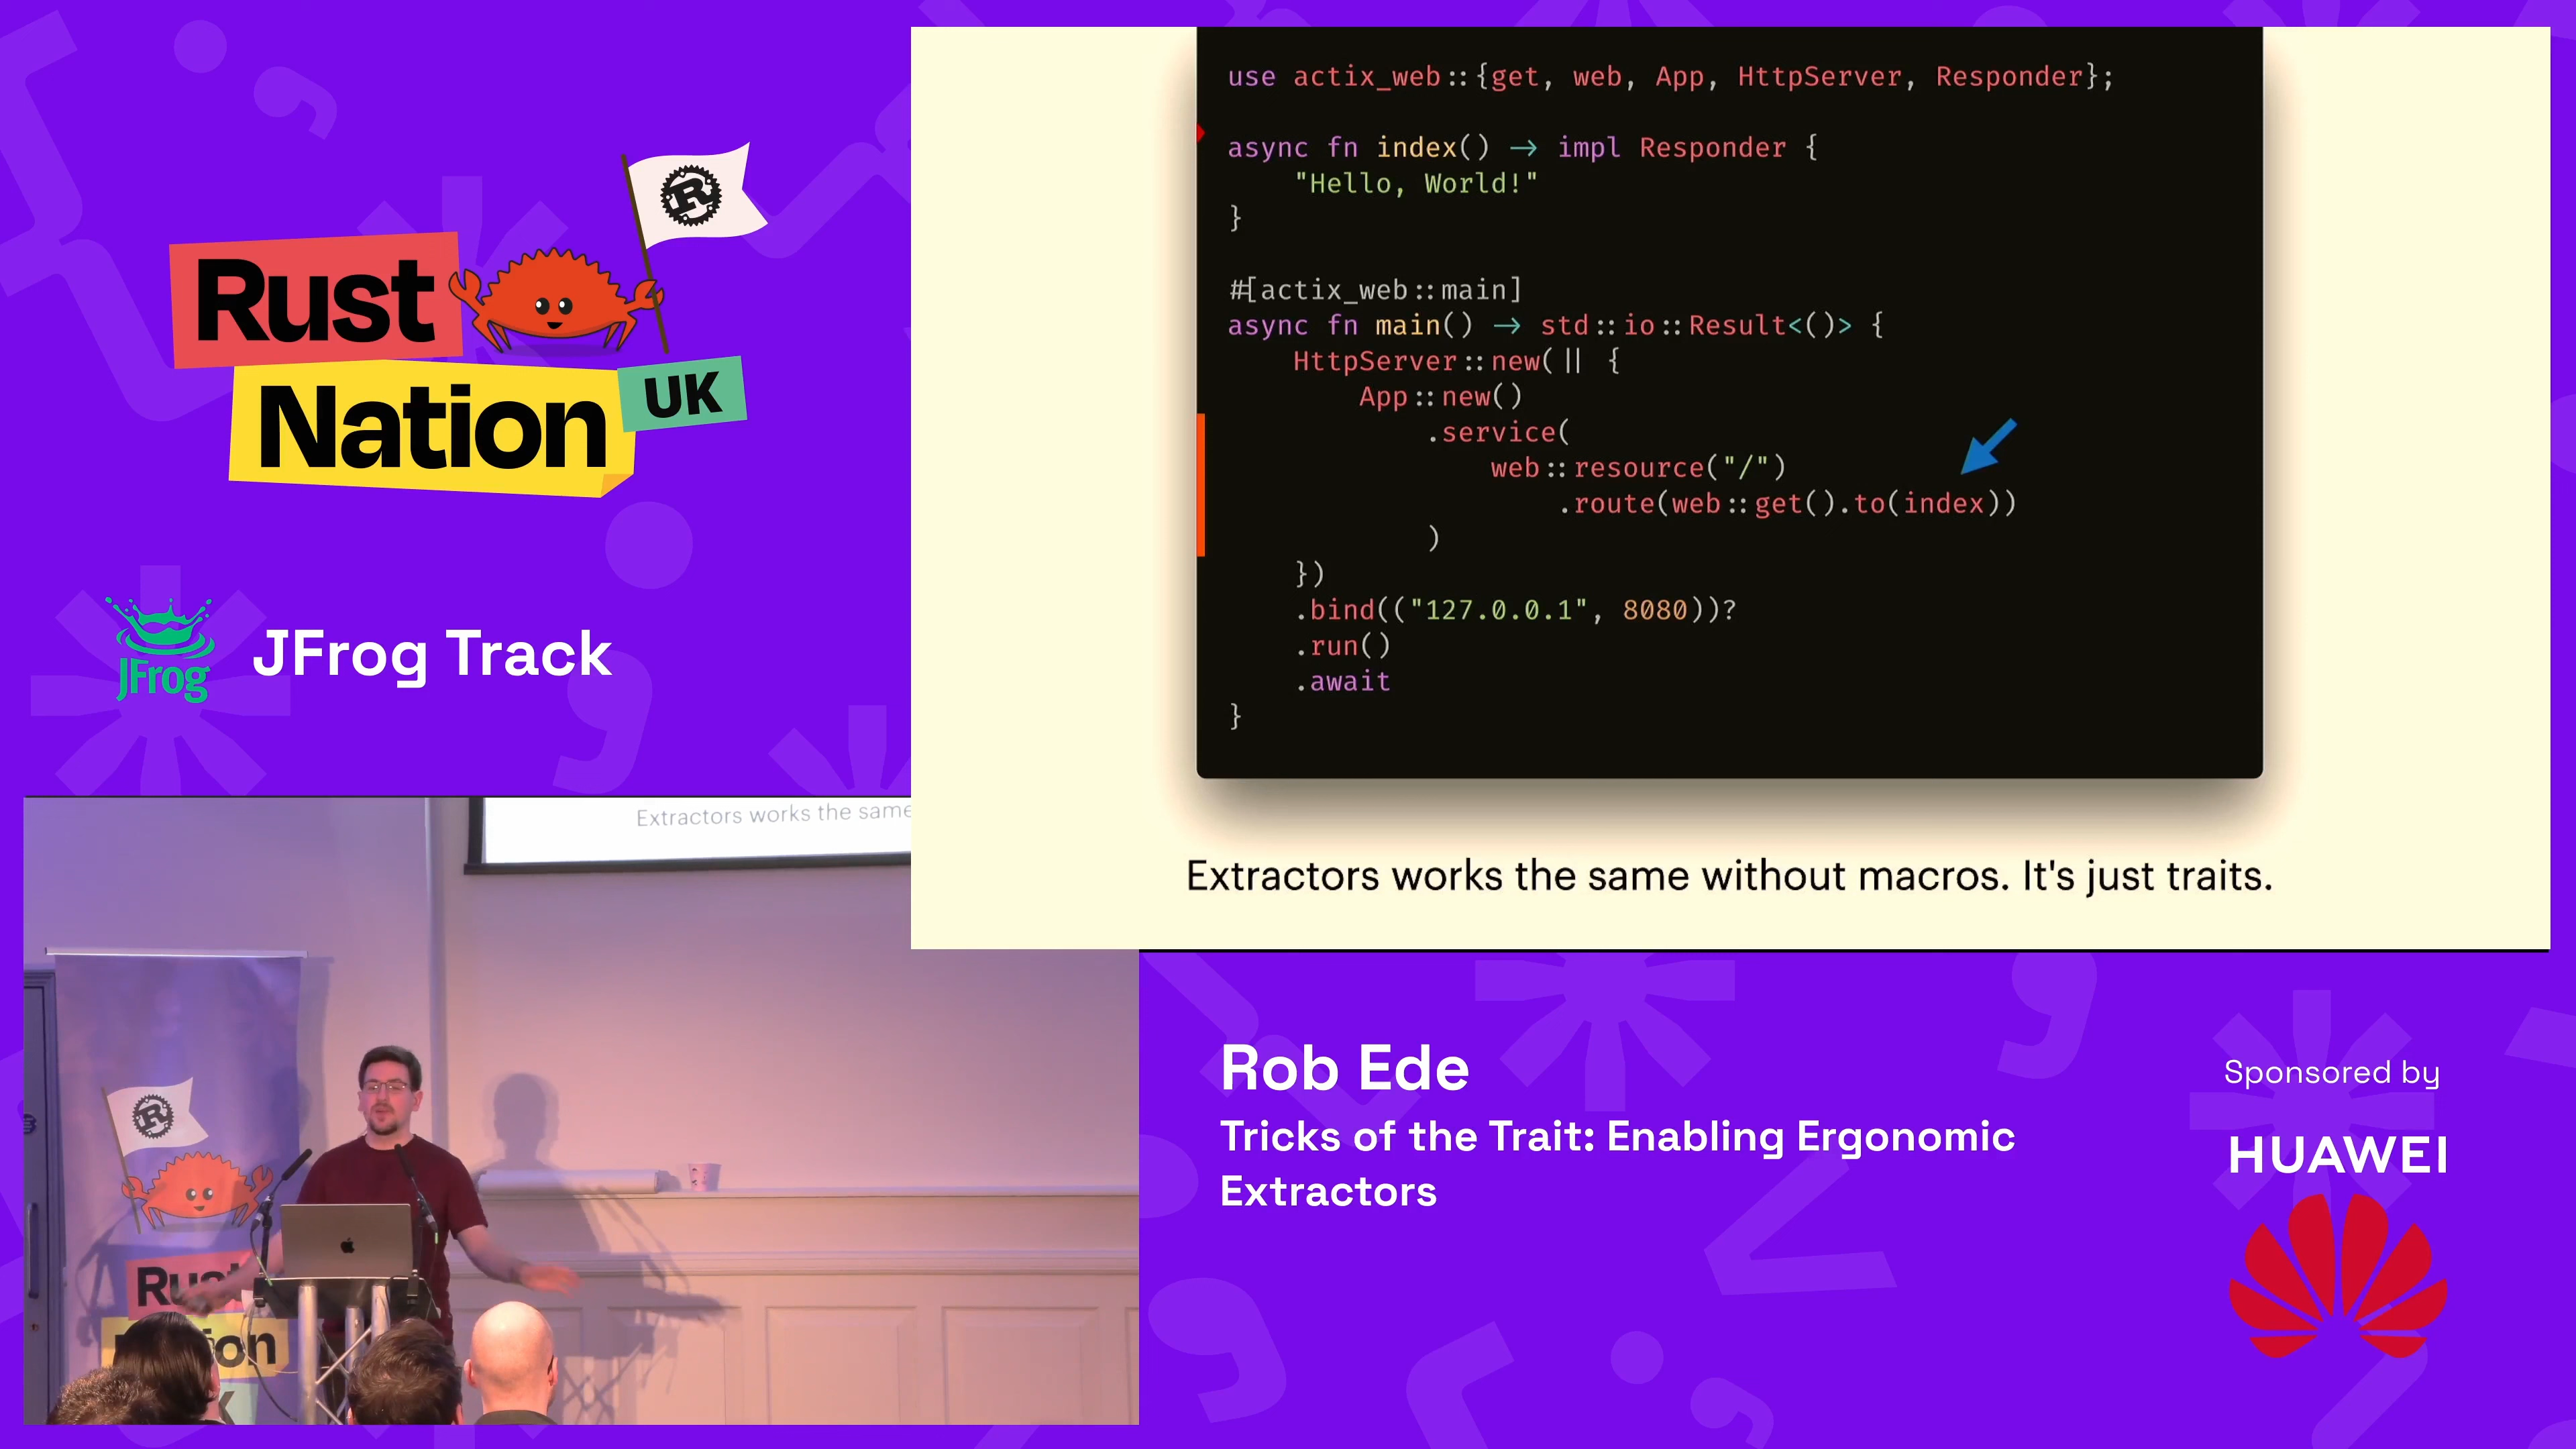 Rust
Nation
UK
R
JFrog
JFrog Track
use actix_web::{get, web, App, HttpServer, Responder};
async fn index() → impl Responder {
"Hello, World!"
}
#[actix_web::main]
async fn main() → std::io::Result<()> {
HttpServer::new(|| {
App::new()
.service(
web::resource("/")
.route(web::get().to(index))
)
})
.bind(("127.0.0.1", 8080))?
.run()
.await
}
Extractors works the same without macros. It's just traits.
Extractors works the same
R
Rust
Rob Ede
Tricks of the Trait: Enabling Ergonomic
Extractors
Sponsored by
HUAWEI